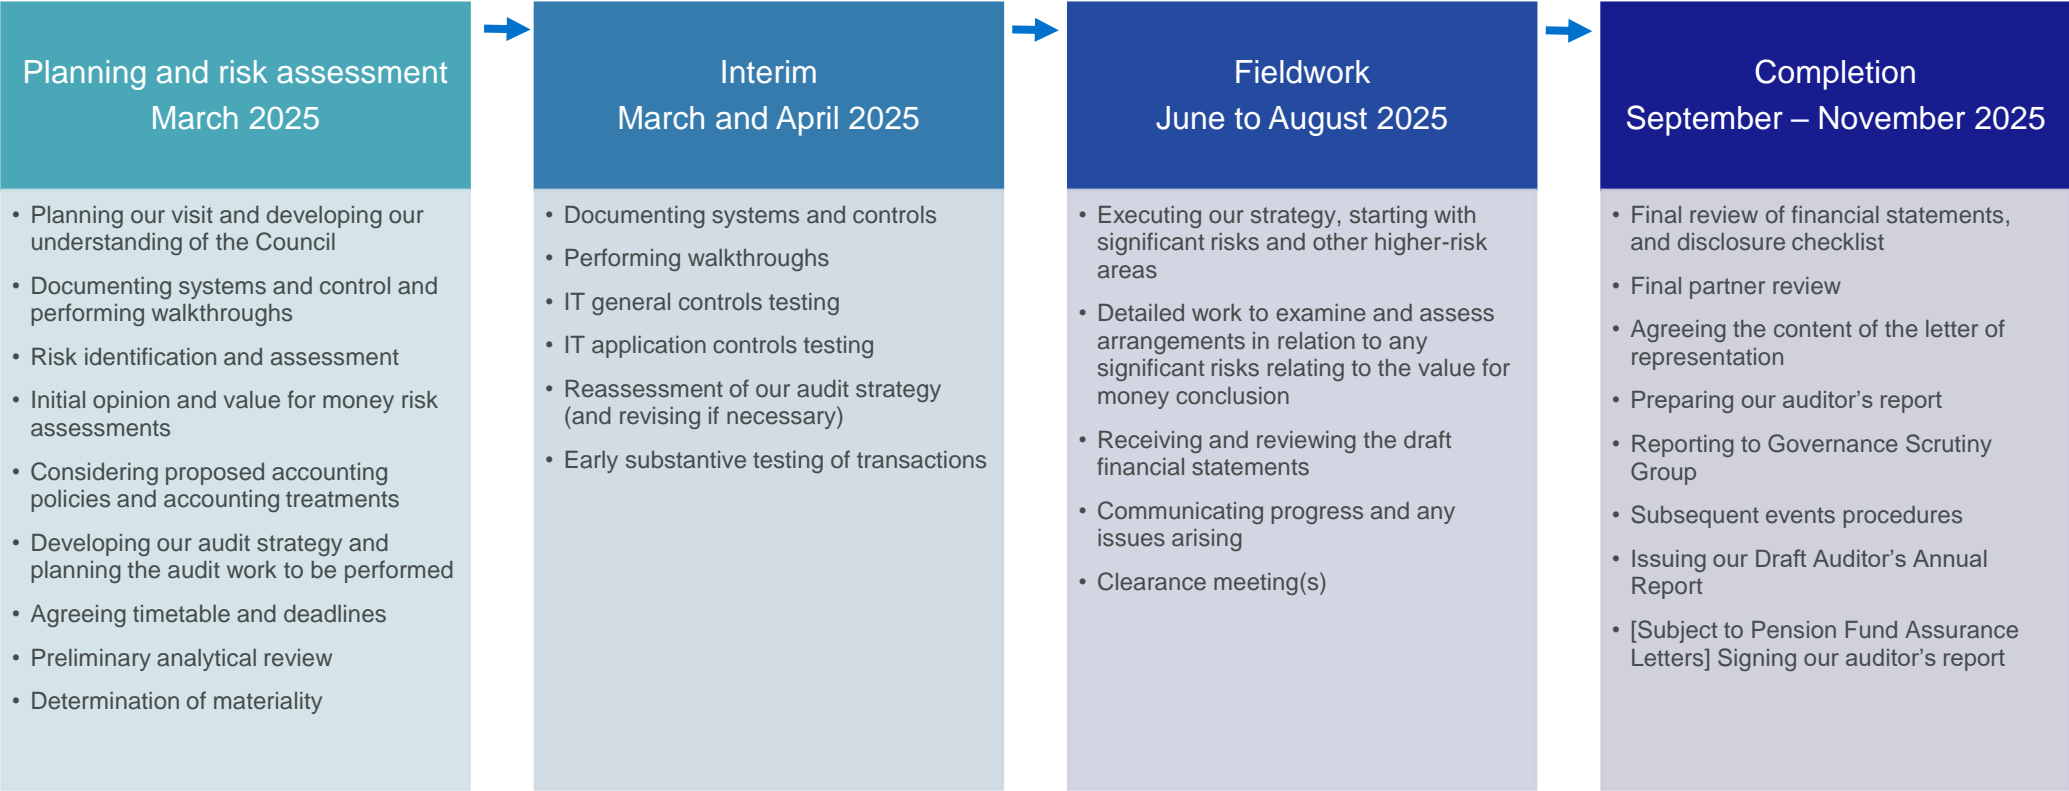 Planning and risk assessment
March 2025
• Planning our visit and developing our
understanding of the Council
• Documenting systems and control and
performing walkthroughs
• Risk identification and assessment
• Initial opinion and value for money risk
assessments
• Considering proposed accounting
policies and accounting treatments
• Developing our audit strategy and
planning the audit work to be performed
• Agreeing timetable and deadlines
• Preliminary analytical review
• Determination of materiality
Interim
March and April 2025
• Documenting systems and controls
• Performing walkthroughs
• IT general controls testing
• IT application controls testing
• Reassessment of our audit strategy
(and revising if necessary)
• Early substantive testing of transactions
Fieldwork
June to August 2025
• Executing our strategy, starting with
significant risks and other higher-risk
areas
• Detailed work to examine and assess
arrangements in relation to any
significant risks relating to the value for
money conclusion
• Receiving and reviewing the draft
financial statements
• Communicating progress and any
issues arising
• Clearance meeting(s)
Completion
September – November 2025
• Final review of financial statements,
and disclosure checklist
• Final partner review
• Agreeing the content of the letter of
representation
• Preparing our auditor’s report
• Reporting to Governance Scrutiny
Group
• Subsequent events procedures
• Issuing our Draft Auditor’s Annual
Report
• [Subject to Pension Fund Assurance
Letters] Signing our auditor’s report